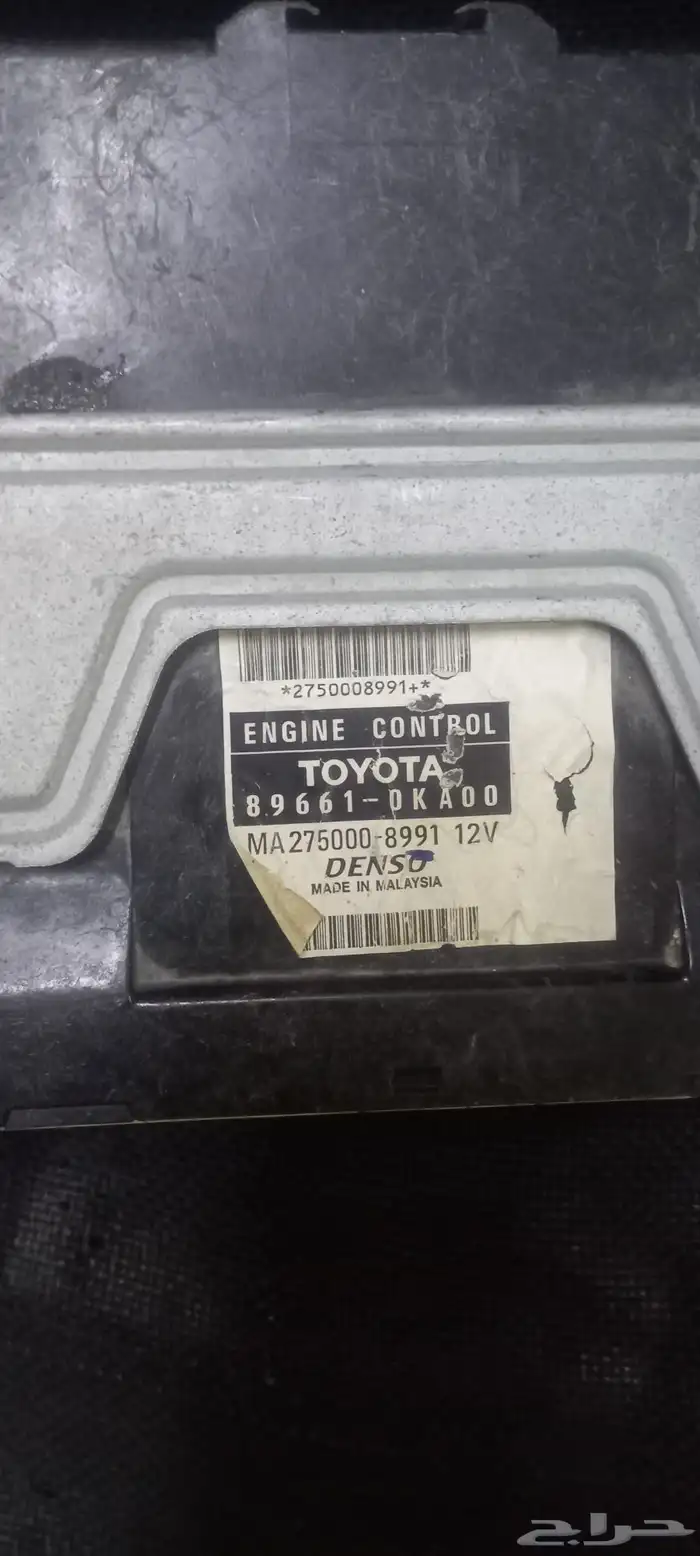 *2750008991+*
ENGINE CONTROL
TOYOTA
89661-0KA00
MA275000-8991 12V
DENSO
MADE IN MALAYSIA
حراج